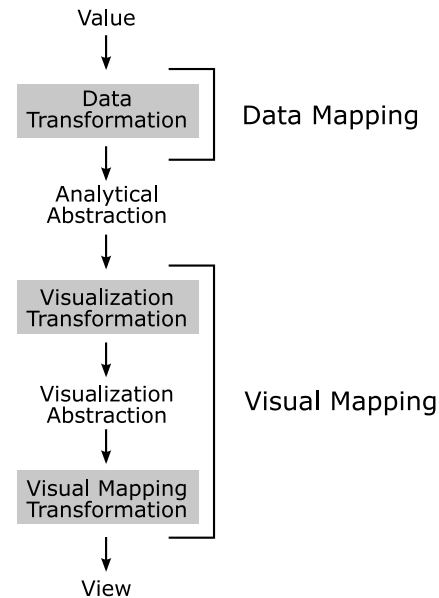 Value
Data
Transformation
Data Mapping
Analytical
Abstraction
Visualization
Transformation
Visualization
Abstraction
Visual Mapping
Visual Mapping
Transformation
View